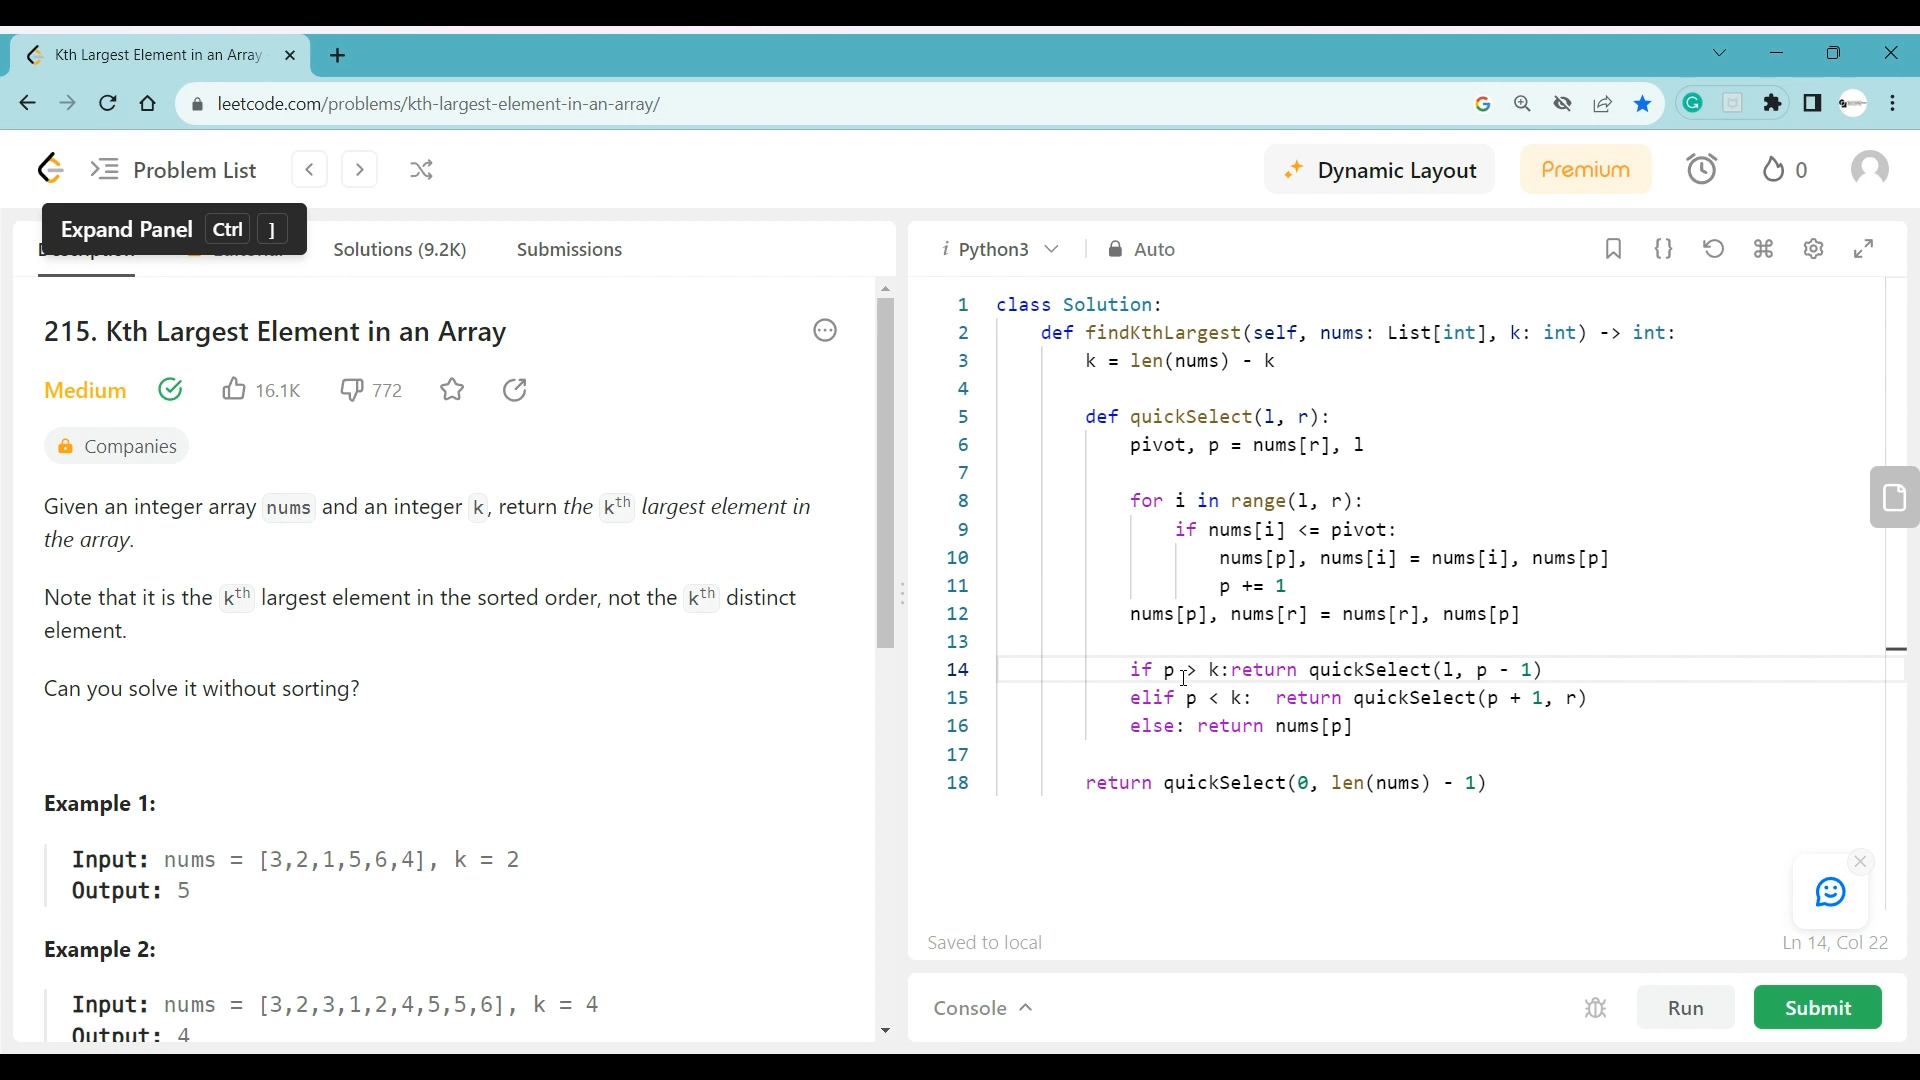 Kth Largest Element in an Array
leetcode.com/problems/kth-largest-element-in-an-array/
Problem List
Dynamic Layout
Premium
0
Expand Panel Ctrl ]
Solutions (9.2K)
Submissions
215. Kth Largest Element in an Array
Medium
16.1K
772
Companies
Given an integer array nums and an integer k, return the kth largest element in
the array.
Note that it is the kth largest element in the sorted order, not the kth distinct
element.
Can you solve it without sorting?
Example 1:
Input: nums = [3,2,1,5,6,4], k = 2
Output: 5
Example 2:
Input: nums = [3,2,3,1,2,4,5,5,6], k = 4
Output: 4
i Python3
Auto
1 class Solution:
2 def findKthLargest(self, nums: List[int], k: int) -> int:
3 k = len(nums) - k
4
5 def quickSelect(l, r):
6 pivot, p = nums[r], l
7
8 for i in range(l, r):
9 if nums[i] <= pivot:
10 nums[p], nums[i] = nums[i], nums[p]
11 p += 1
12 nums[p], nums[r] = nums[r], nums[p]
13
14 if p > k:return quickSelect(l, p - 1)
15 elif p < k: return quickSelect(p + 1, r)
16 else: return nums[p]
17
18 return quickSelect(0, len(nums) - 1)
Saved to local
Ln 14, Col 22
Console
Run
Submit